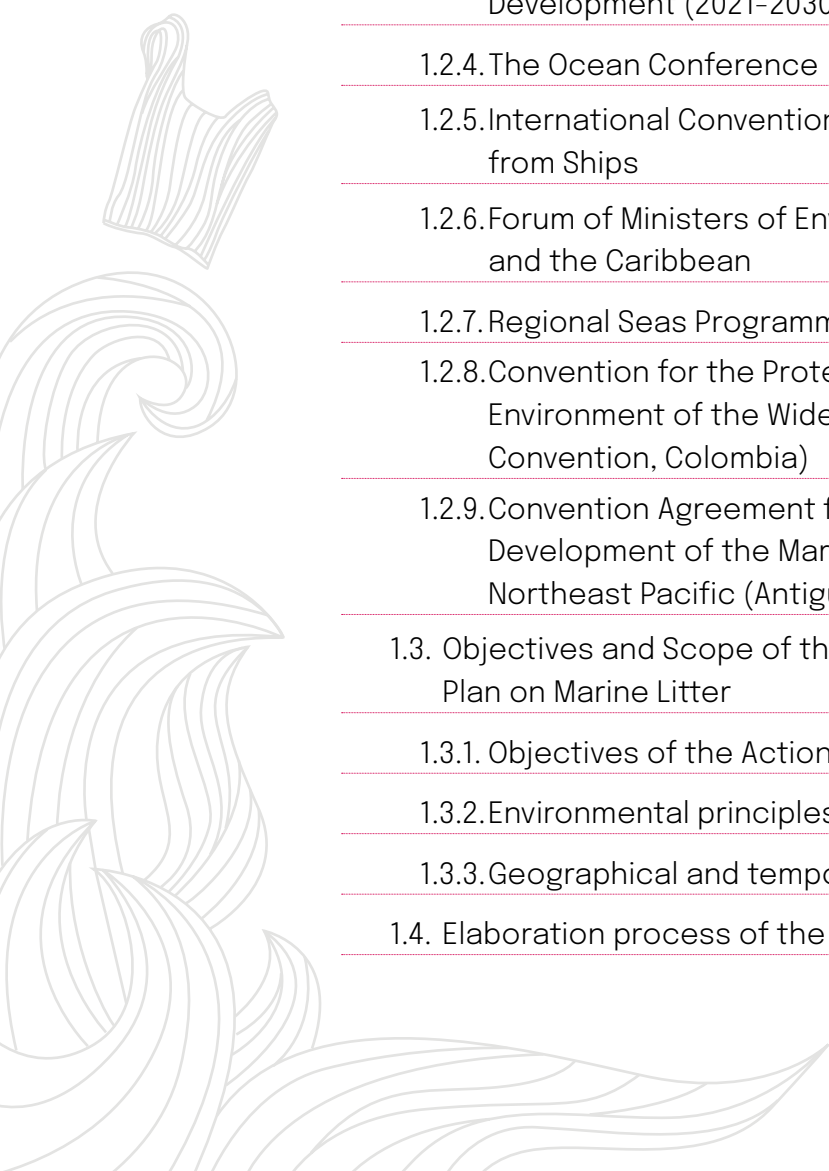 Development (2021-2030
1.2.4. The Ocean Conference
1.2.5. International Convention
from Ships
1.2.6. Forum of Ministers of En
and the Caribbean
1.2.7. Regional Seas Program
1.2.8. Convention for the Prote
Environment of the Wide
Convention, Colombia)
1.2.9. Convention Agreement f
Development of the Mar
Northeast Pacific (Antig
1.3. Objectives and Scope of th
Plan on Marine Litter
1.3.1. Objectives of the Action
1.3.2. Environmental principles
1.3.3. Geographical and tempo
1.4. Elaboration process of the